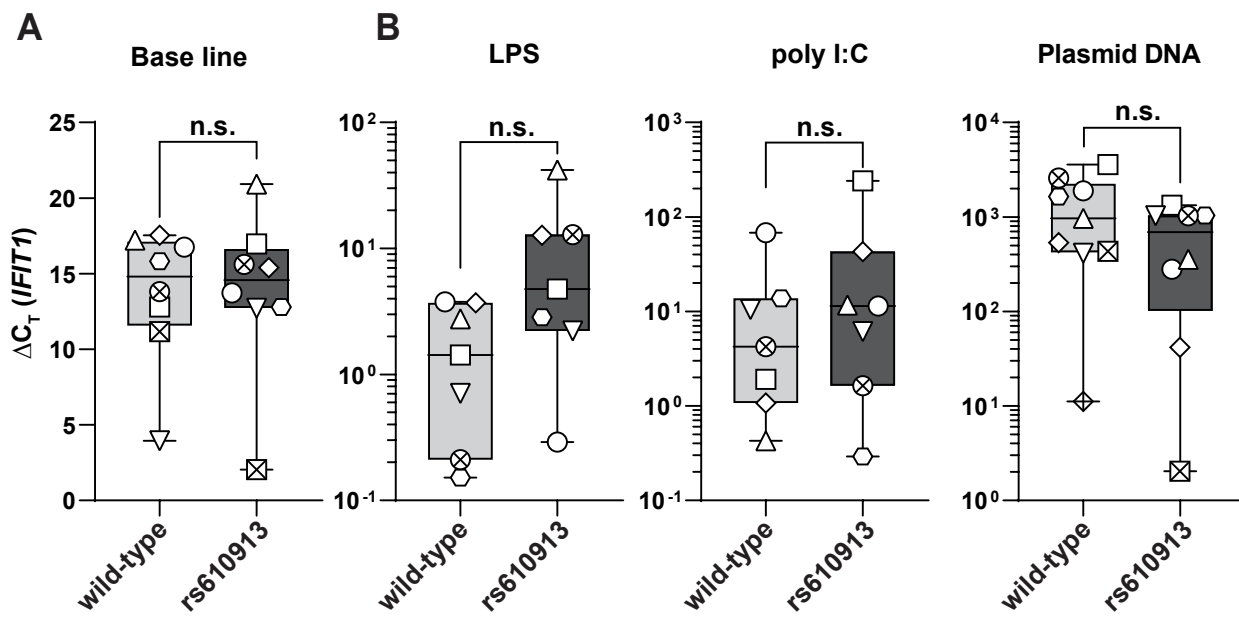 A
B
Base line
LPS
poly I:C
Plasmid DNA
n.s.
n.s.
n.s.
n.s.
ΔC_T (IFIT1)
25
20
15
10
5
0
10²
10¹
10⁰
10⁻¹
10³
10²
10¹
10⁰
10⁻¹
10⁴
10³
10²
10¹
10⁰
wild-type
rs610913
wild-type
rs610913
wild-type
rs610913
wild-type
rs610913